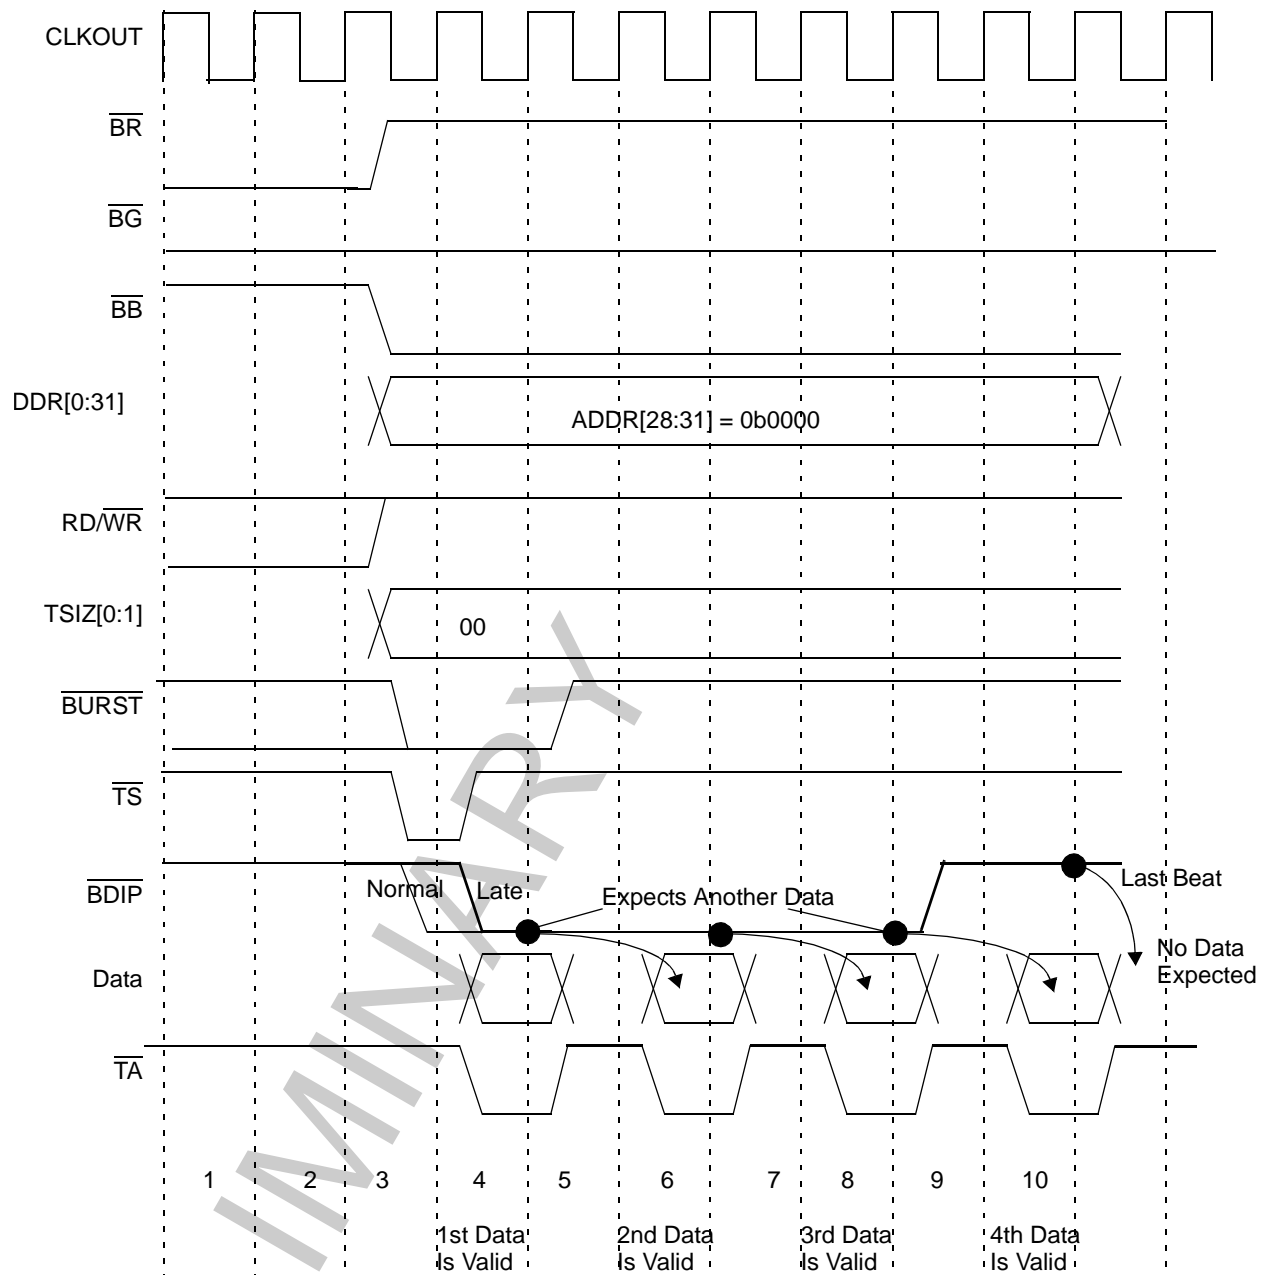 CLKOUT
BR
BG
BB
DDR[0:31]
ADDR[28:31] = 0b0000
RD/WR
TSIZ[0:1]
00
BURST
TS
BDIP
Normal
Late
Expects Another Data
Last Beat
No Data
Expected
Data
TA
1 2 3 4 5 6 7 8 9 10
1st Data
Is Valid
2nd Data
Is Valid
3rd Data
Is Valid
4th Data
Is Valid
IMINARY